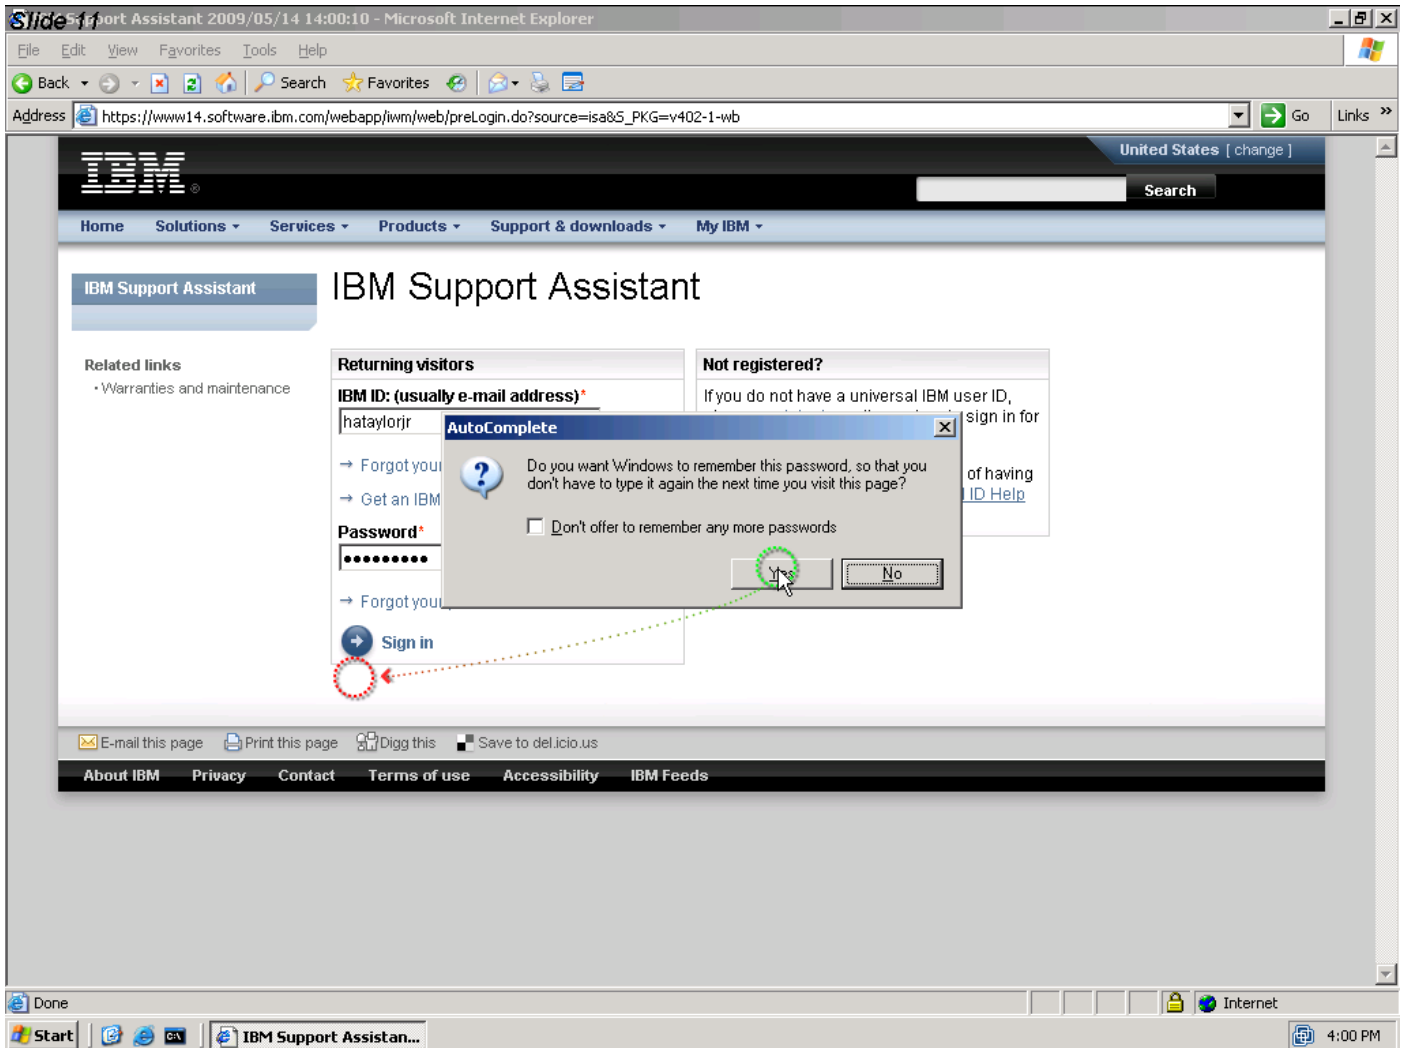 Slide 11
Support Assistant 2009/05/14 14:00:10 - Microsoft Internet Explorer
File Edit View Favorites Tools Help
Back Search Favorites
Address https://www14.software.ibm.com/webapp/iwm/web/preLogin.do?source=isa&S_PKG=v402-1-wb Go Links »
United States [ change ]
IBM ®
Search
Home Solutions Services Products Support & downloads My IBM
IBM Support Assistant
IBM Support Assistant
Related links
• Warranties and maintenance
Returning visitors
IBM ID: (usually e-mail address)*
hataylorjr
→ Forgot your
→ Get an IBM
Password*
•••••••••
→ Forgot your
Sign in
Not registered?
If you do not have a universal IBM user ID,
sign in for
of having
ID Help
AutoComplete
Do you want Windows to remember this password, so that you
don't have to type it again the next time you visit this page?
Don't offer to remember any more passwords
Yes No
E-mail this page Print this page Digg this Save to del.icio.us
About IBM Privacy Contact Terms of use Accessibility IBM Feeds
Done Internet
Start IBM Support Assistan... 4:00 PM